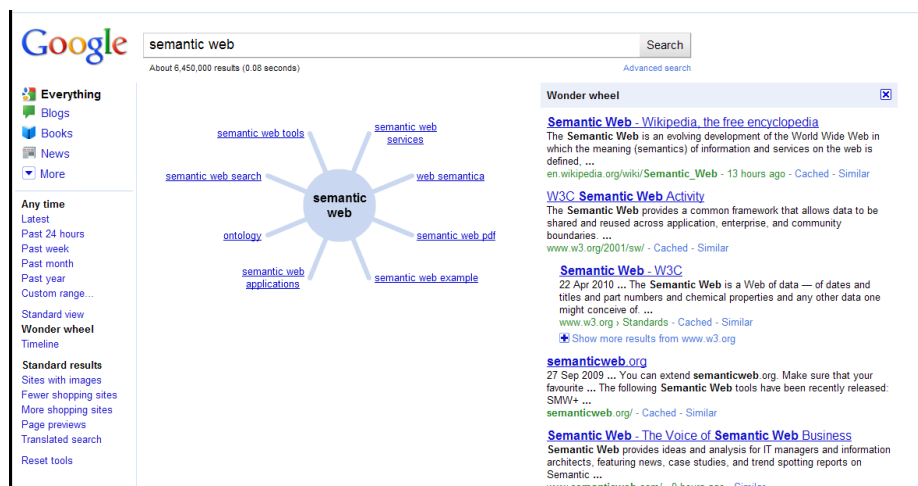 Google
semantic web
Search
About 6,450,000 results (0.08 seconds)
Advanced search
Everything
Blogs
Books
News
More
Any time
Latest
Past 24 hours
Past week
Past month
Past year
Custom range...
Standard view
Wonder wheel
Timeline
Standard results
Sites with images
Fewer shopping sites
More shopping sites
Page previews
Translated search
Reset tools
semantic web tools
semantic web
services
semantic web search
web semantica
semantic
web
ontology
semantic web pdf
semantic web
applications
semantic web example
Wonder wheel
Semantic Web - Wikipedia, the free encyclopedia
The Semantic Web is an evolving development of the World Wide Web in
which the meaning (semantics) of information and services on the web is
defined, ...
en.wikipedia.org/wiki/Semantic_Web - 13 hours ago - Cached - Similar
W3C Semantic Web Activity
The Semantic Web provides a common framework that allows data to be
shared and reused across application, enterprise, and community
boundaries. ...
www.w3.org/2001/sw/ - Cached - Similar
Semantic Web - W3C
22 Apr 2010 ... The Semantic Web is a Web of data — of dates and
titles and part numbers and chemical properties and any other data one
might conceive of. ...
www.w3.org › Standards - Cached - Similar
Show more results from www.w3.org
semanticweb.org
27 Sep 2009 ... You can extend semanticweb.org. Make sure that your
favourite ... The following Semantic Web tools have been recently released:
SMW+ ...
semanticweb.org/ - Cached - Similar
Semantic Web - The Voice of Semantic Web Business
Semantic Web provides ideas and analysis for IT managers and information
architects, featuring news, case studies, and trend spotting reports on
Semantic ...
www.semanticweb.com/ - 9 hours ago - Similar